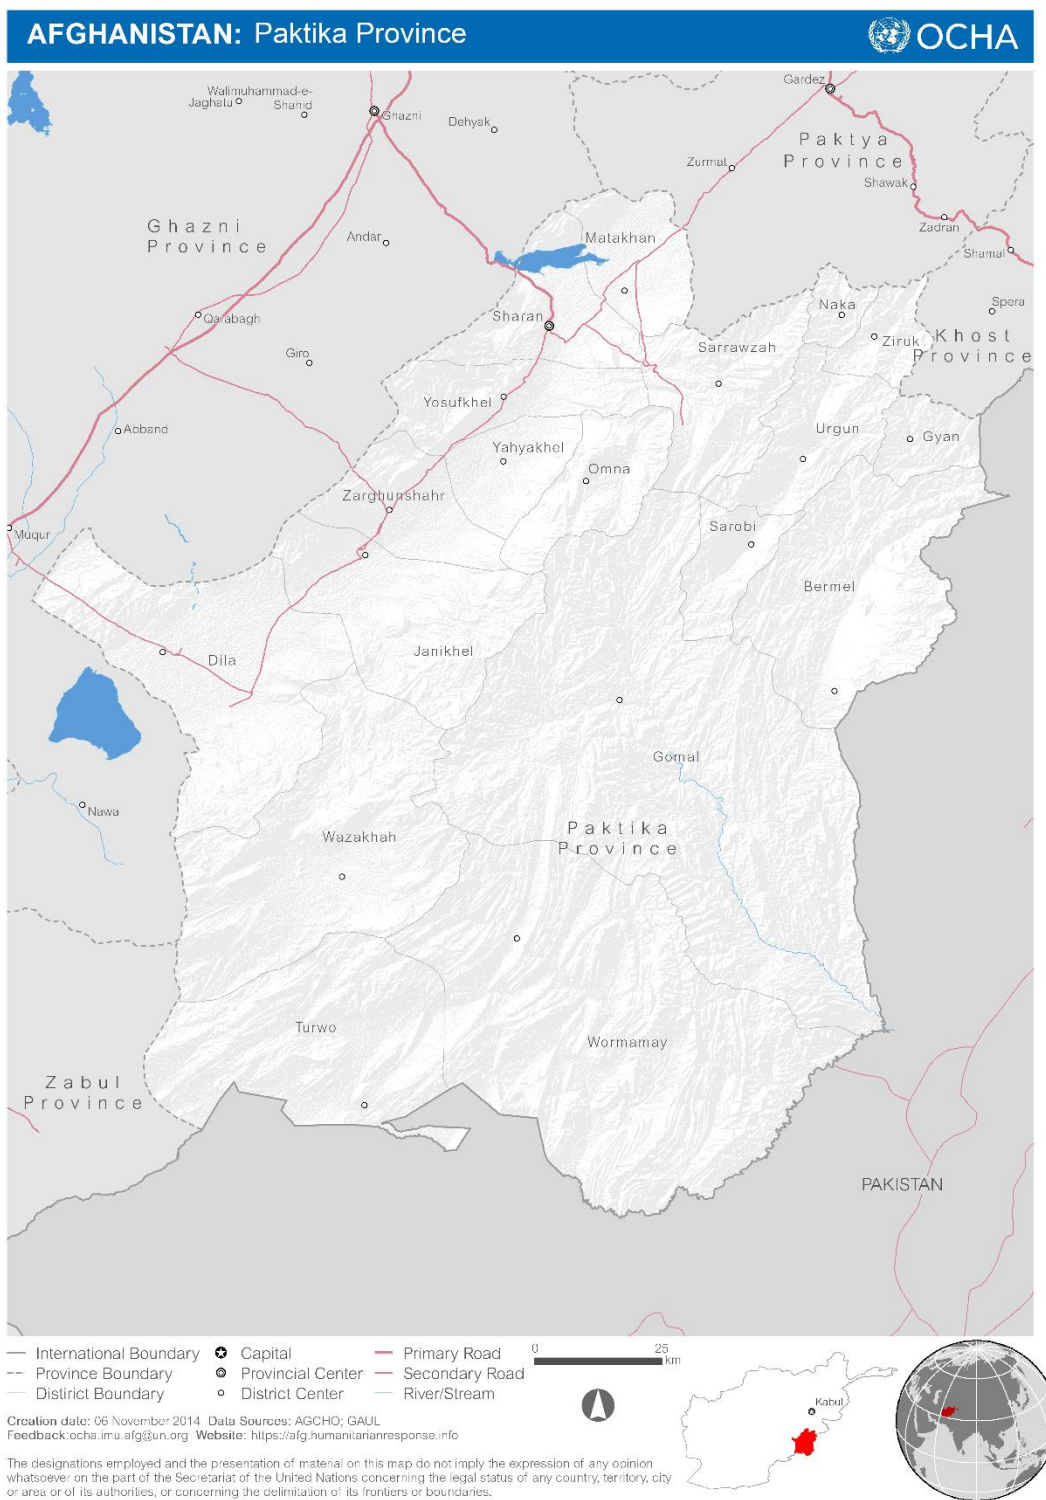 AFGHANISTAN: Paktika Province
OCHA
Gardez
Walimuhammad-e-
Shahid
Jaghatu
Ghazni
Dehyak
Paktya
Province
Zurmat
Shawak
Zadran
Shamal
Ghazni
Province
Andar
Matakhan
Spera
Naka
Qarabagh
Sharan
Ziruk
Khost
Province
Giro
Sarrawzah
Yosufkhel
Abband
Urgun
Gyan
Yahyakhel
Omna
Zarghunshahr
Muqur
Sarobi
Bermel
Janikhel
Dila
Gomal
Nawa
Paktika
Province
Wazakhah
Turwo
Wormamay
Zabul
Province
PAKISTAN
International Boundary
Province Boundary
Distirict Boundary
Capital
Provincial Center
District Center
Primary Road
Secondary Road
River/Stream
0 25
km
Kabul
Creation date: 06 November 2014 Data Sources: AGCHO; GAUL
Feedback:ocha.imu.afg@un.org Website: https://afg.humanitarianresponse.info
The designations employed and the presentation of material on this map do not imply the expression of any opinion
whatsoever on the part of the Secretariat of the United Nations concerning the legal status of any country, territory, city
or area or of its authorities, or concerning the delimitation of its frontiers or boundaries.